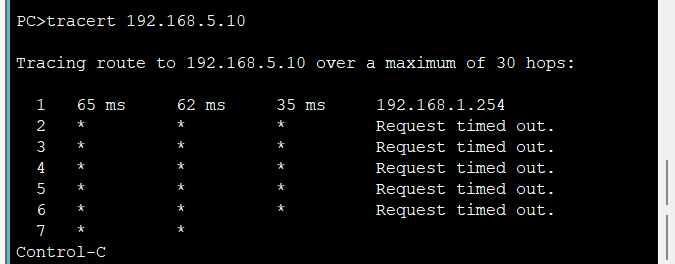 PC>tracert 192.168.5.10
Tracing route to 192.168.5.10 over a maximum of 30 hops:
1 65 ms 62 ms 35 ms 192.168.1.254
2 * * * Request timed out.
3 * * * Request timed out.
4 * * * Request timed out.
5 * * * Request timed out.
6 * * * Request timed out.
7 * *
Control-C